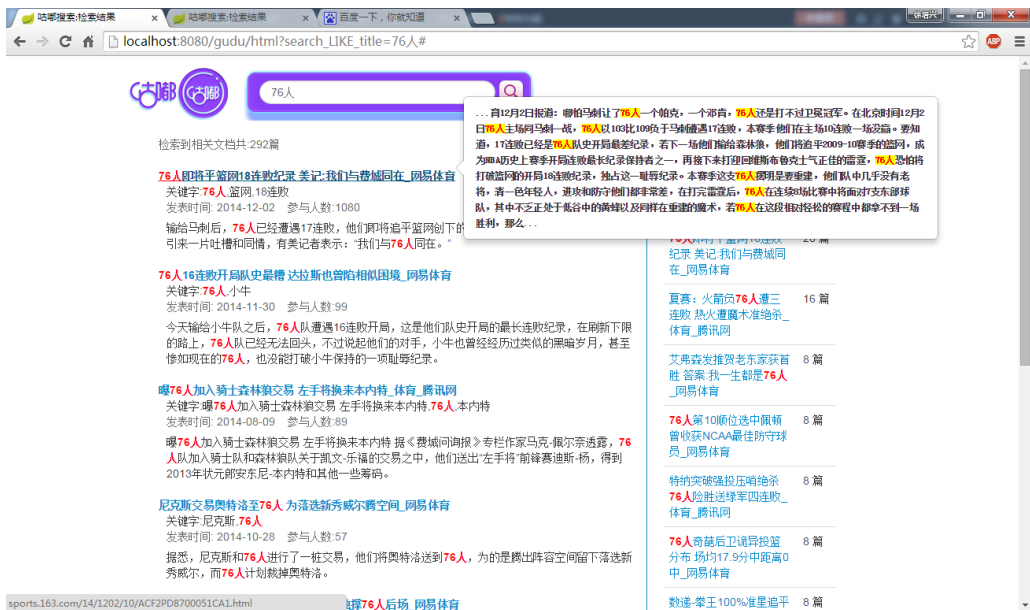 咕嘟搜索:检索结果
咕嘟搜索:检索结果
百度一下，你就知道
localhost:8080/gudu/html?search_LIKE_title=76人#
ABP
咕嘟
咕嘟
76人
检索到相关文档共:292篇
...育12月2日报道：哪怕马刺让了76人一个帕克，一个邓肯，76人还是打不过卫冕冠军。在北京时间12月2
日76人主场同马刺一战，76人以103比109负于马刺遭遇17连败，本赛季他们在主场10连败一场没赢。要知
道，17连败已经是76人队史开局最差纪录，若下一场他们输给森林狼，他们将追平2009-10赛季的篮网，成
为NBA历史上赛季开局连败最长纪录保持者之一，再接下来打迎回维斯布鲁克士气正佳的雷霆，76人恐怕将
打破篮网的开局18连败纪录，独占这一耻辱纪录。本赛季这支76人摆明是要重建，他们队中几乎没有老
将，清一色年轻人，进攻和防守他们都非常差，在打完雷霆后，76人在连续8场比赛中将面对7支东部球
队，其中不乏正处于低谷中的黄蜂以及同样在重建的魔术，若76人在这段相对轻松的赛程中都拿不到一场
胜利，那么...
76人即将平篮网18连败纪录 美记:我们与费城同在_网易体育
关键字:76人,篮网,18连败
发表时间: 2014-12-02 参与人数:1080
输给马刺后，76人已经遭遇17连败，他们即将追平篮网创下的
引来一片吐槽和同情，有美记者表示：“我们与76人同在。”
76人16连败开局队史最糟 达拉斯也曾陷相似困境_网易体育
关键字:76人,小牛
发表时间: 2014-11-30 参与人数:99
今天输给小牛队之后，76人队遭遇16连败开局，这是他们队史开局的最长连败纪录，在刷新下限
的路上，76人队已经无法回头，不过说起他们的对手，小牛也曾经经历过类似的黑暗岁月，甚至
惨如现在的76人，也没能打破小牛保持的一项耻辱纪录。
曝76人加入骑士森林狼交易 左手将换来本内特_体育_腾讯网
关键字:曝76人加入骑士森林狼交易 左手将换来本内特,76人,本内特
发表时间: 2014-08-09 参与人数:89
曝76人加入骑士森林狼交易 左手将换来本内特 据《费城问询报》专栏作家马克-佩尔奈透露，76
人队加入骑士队和森林狼队关于凯文-乐福的交易之中，他们送出“左手将”前锋赛迪斯-杨，得到
2013年状元郎安东尼-本内特和其他一些筹码。
尼克斯交易奥特洛至76人 为落选新秀威尔腾空间_网易体育
关键字:尼克斯,76人
发表时间: 2014-10-28 参与人数:57
据悉，尼克斯和76人进行了一桩交易，他们将奥特洛送到76人，为的是腾出阵容空间留下落选新
秀威尔，而76人计划裁掉奥特洛。
76人后场_网易体育
76人即将平篮网18连败 20 篇
纪录 美记:我们与费城同
在_网易体育
夏赛：火箭负76人遭三 16 篇
连败 热火遭魔术准绝杀_
体育_腾讯网
艾弗森发推贺老东家获首 8 篇
胜 答案:我一生都是76人
_网易体育
76人第10顺位选中佩顿 8 篇
曾收获NCAA最佳防守球
员_网易体育
特纳突破强投压哨绝杀 8 篇
76人险胜送绿军四连败_
体育_腾讯网
76人奇葩后卫诡异投篮 8 篇
分布 场均17.9分中距离0
中_网易体育
数递-拳王100%准星追平 8 篇
sports.163.com/14/1202/10/ACF2PD8700051CA1.html